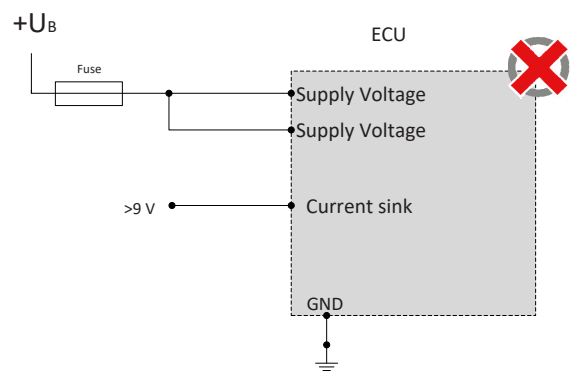 +UB
ECU
Fuse
Supply Voltage
Supply Voltage
>9 V
Current sink
GND